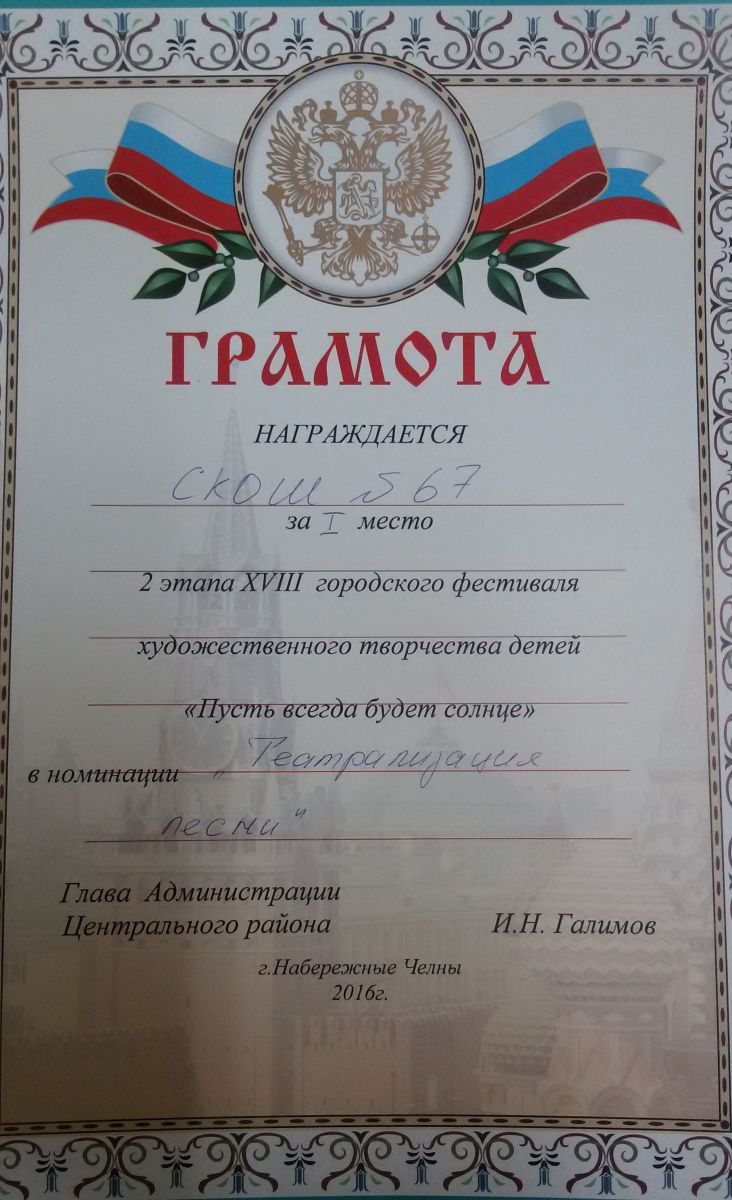 ГРАМОТА
НАГРАЖДАЕТСЯ
СКОШ №67
за I место
2 этапа XVIII городского фестиваля
художественного творчества детей
«Пусть всегда будет солнце»
в номинации „Театрализация
песни"
Глава Администрации
Центрального района И.Н. Галимов
г.Набережные Челны
2016г.